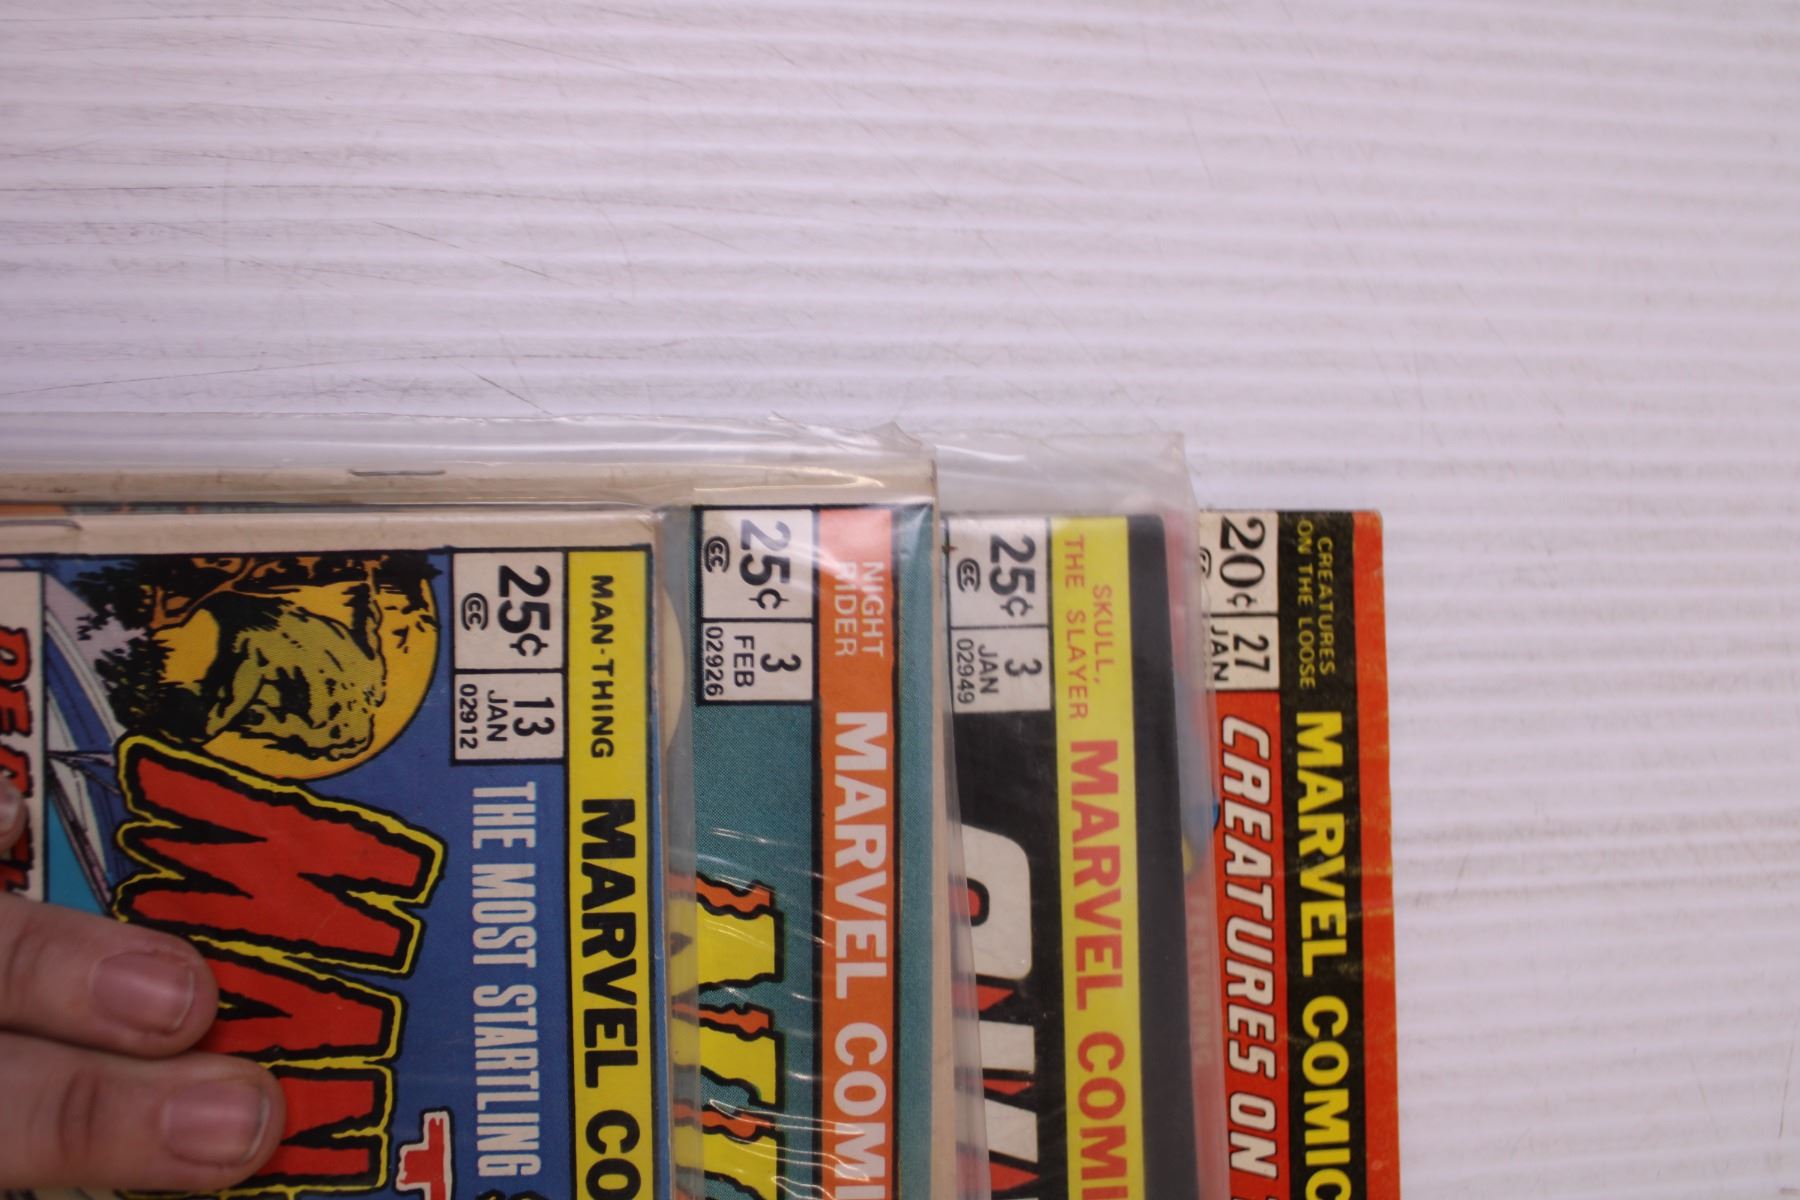 MAN-THING
MARVEL CO
25¢
CC
13
JAN
02912
THE MOST STARTLING
NIGHT
RIDER
MARVEL COMI
25¢
CC
3
FEB
02926
SKULL,
THE SLAYER
MARVEL COMI
25¢
CC
3
JAN
02949
CREATURES
ON THE LOOSE
MARVEL COMIC
20¢
27
JAN
CREATURES ON
TM